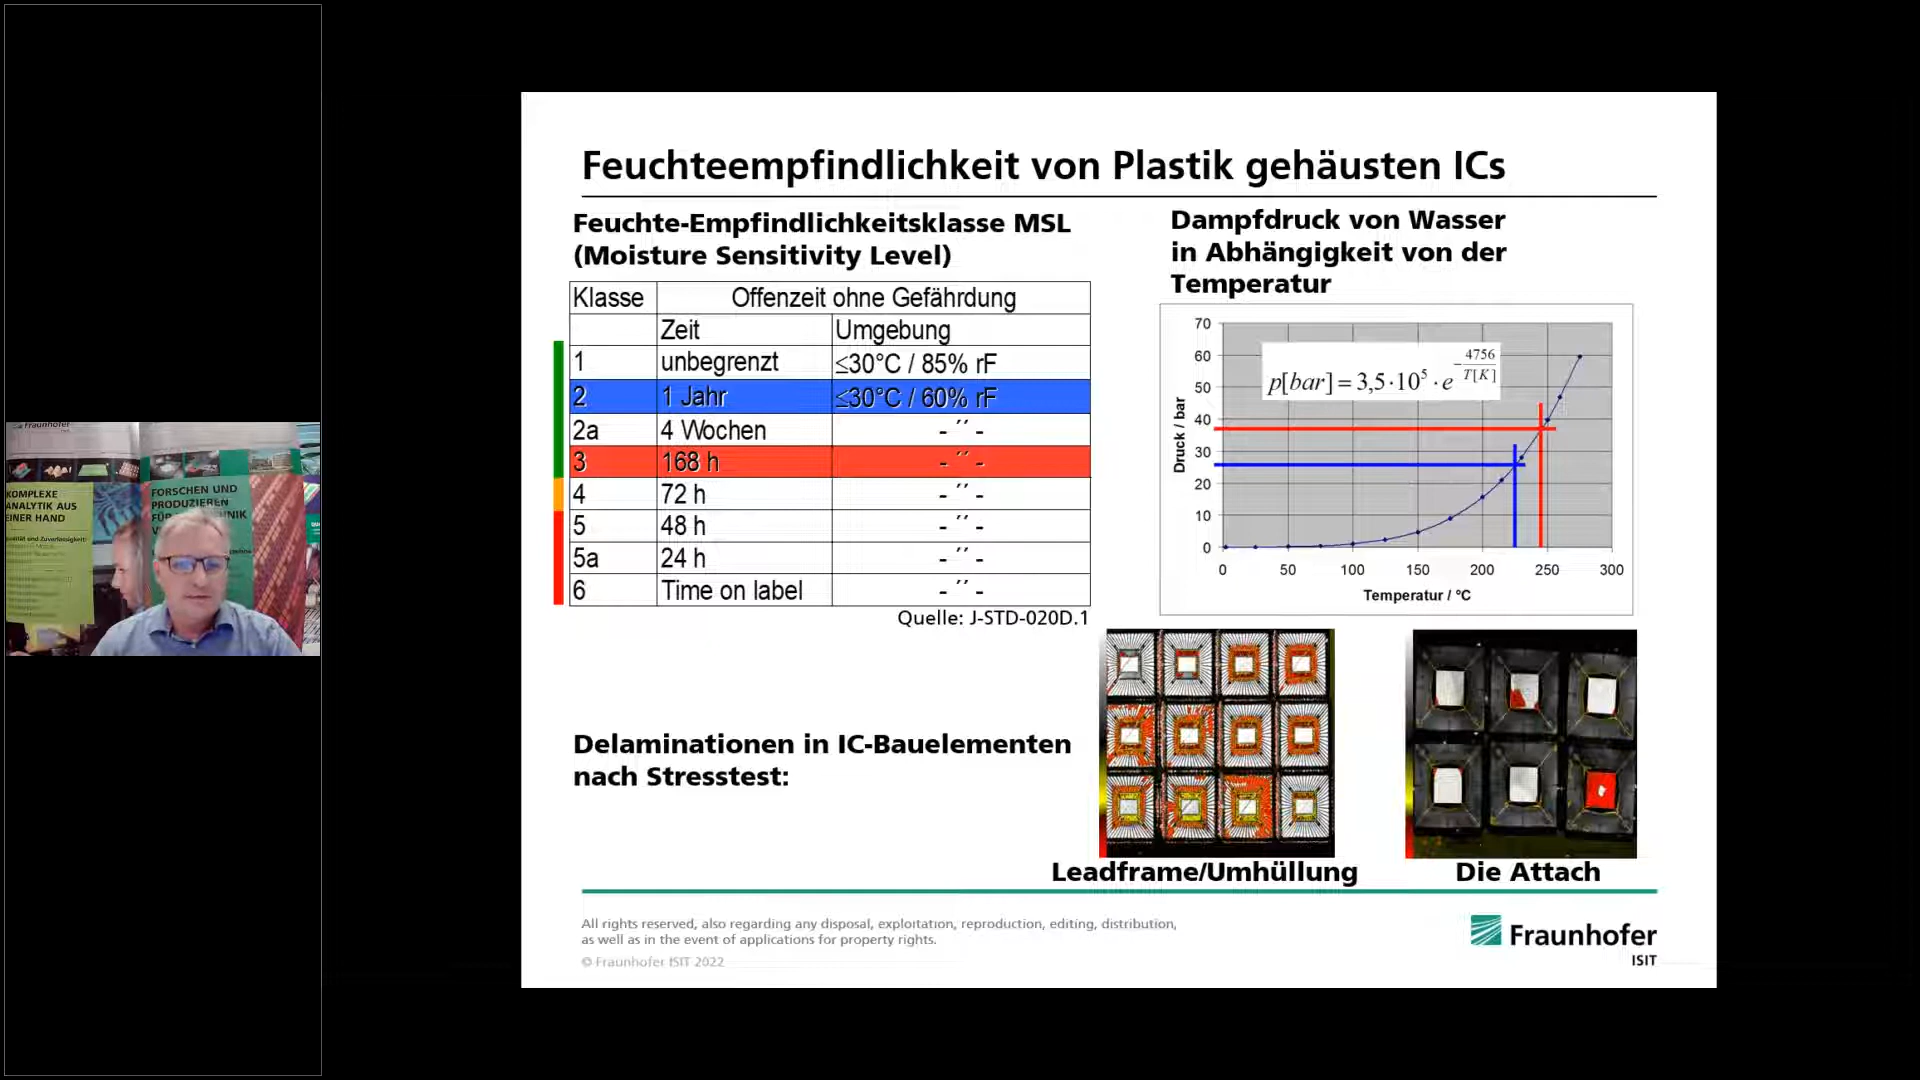 Fraunhofer
KOMPLEXE
ANALYTIK AUS
EINER HAND
FORSCHEN UND
PRODUZIEREN
Feuchteempfindlichkeit von Plastik gehäusten ICs
Feuchte-Empfindlichkeitsklasse MSL
(Moisture Sensitivity Level)
Klasse Offenzeit ohne Gefährdung
Zeit Umgebung
1 unbegrenzt ≤30°C / 85% rF
2 1 Jahr ≤30°C / 60% rF
2a 4 Wochen - ´´ -
3 168 h - ´´ -
4 72 h - ´´ -
5 48 h - ´´ -
5a 24 h - ´´ -
6 Time on label - ´´ -
Quelle: J-STD-020D.1
Dampfdruck von Wasser
in Abhängigkeit von der
Temperatur
70
60
50
40
30
20
10
0
Druck / bar
p[bar] = 3,5·10⁵ · e^(-4756/T[K])
0 50 100 150 200 250 300
Temperatur / °C
Delaminationen in IC-Bauelementen
nach Stresstest:
Leadframe/Umhüllung
Die Attach
All rights reserved, also regarding any disposal, exploitation, reproduction, editing, distribution,
as well as in the event of applications for property rights.
© Fraunhofer ISIT 2022
Fraunhofer
ISIT